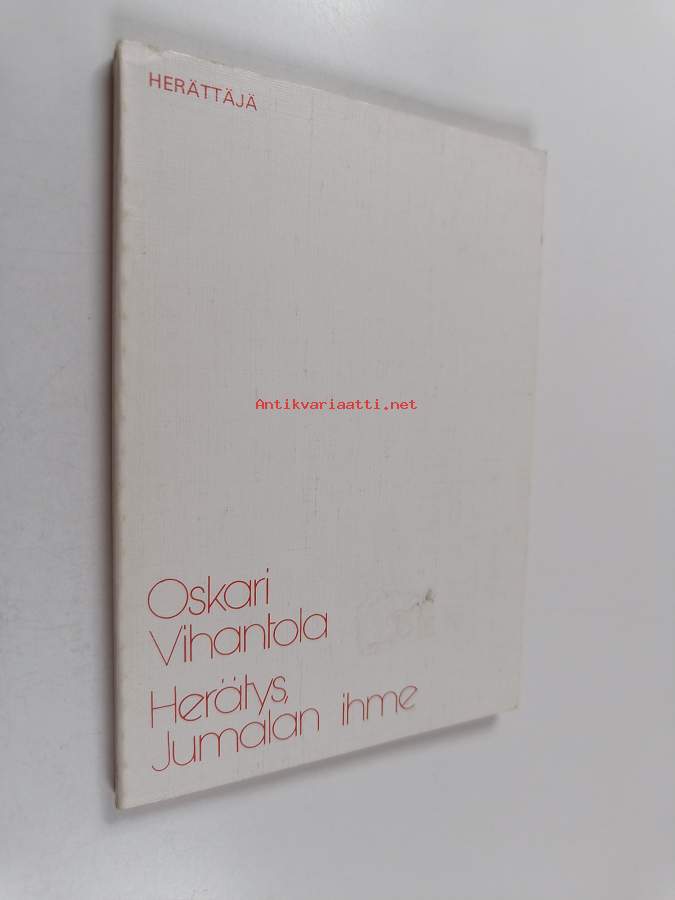 HERÄTTÄJÄ
Antikvariaatti.net
Oskari
Vihantola
Herätys,
Jumalan ihme